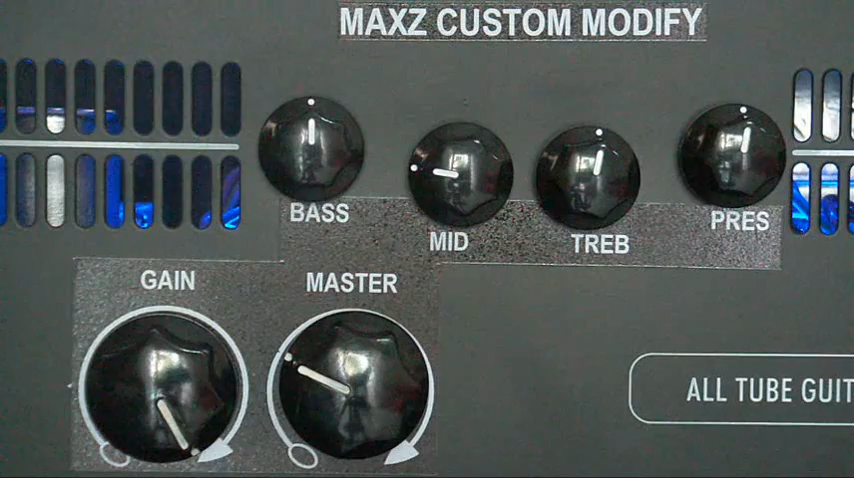 MAXZ CUSTOM MODIFY
BASS
MID
TREB
PRES
GAIN
MASTER
ALL TUBE GUIT